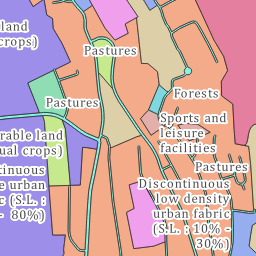 land
crops)
Pastures
Forests
Pastures
Sports and
leisure
facilities
rable land
ual crops)
Pastures
tinuous
e urban
c (S.L. :
- 80%)
Discontinuous
low density
urban fabric
(S.L. : 10% -
30%)